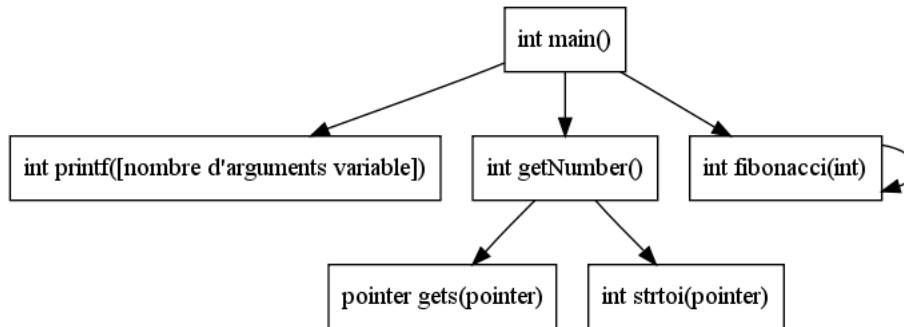 int main()
int printf([nombre d'arguments variable])
int getNumber()
int fibonacci(int)
pointer gets(pointer)
int strtoi(pointer)